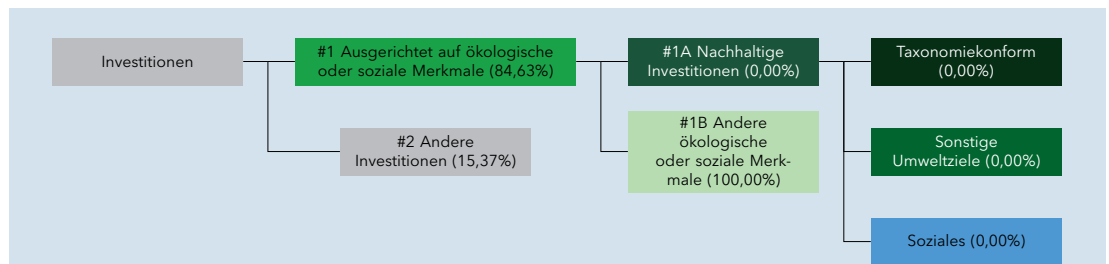 Investitionen
#1 Ausgerichtet auf ökologische
oder soziale Merkmale (84,63%)
#2 Andere
Investitionen (15,37%)
#1A Nachhaltige
Investitionen (0,00%)
#1B Andere
ökologische
oder soziale Merk-
male (100,00%)
Taxonomiekonform
(0,00%)
Sonstige
Umweltziele (0,00%)
Soziales (0,00%)